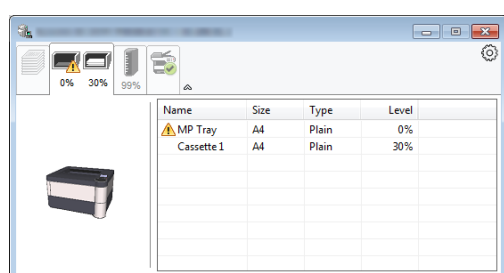 0% 30% 99%
Name Size Type Level
MP Tray A4 Plain 0%
Cassette 1 A4 Plain 30%